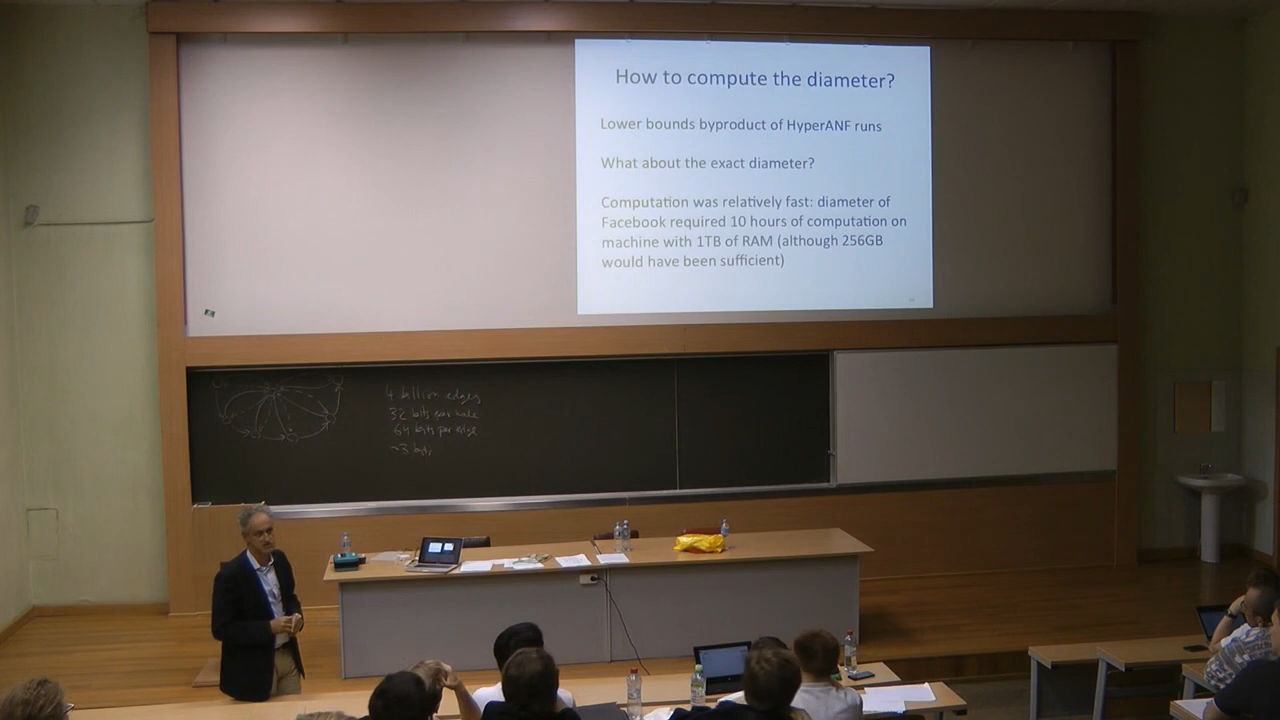 How to compute the diameter?
Lower bounds byproduct of HyperANF runs
What about the exact diameter?
Computation was relatively fast: diameter of
Facebook required 10 hours of computation on
machine with 1TB of RAM (although 256GB
would have been sufficient)
4 billion edges
32 bits per node
64 bits per edge
~3 bits